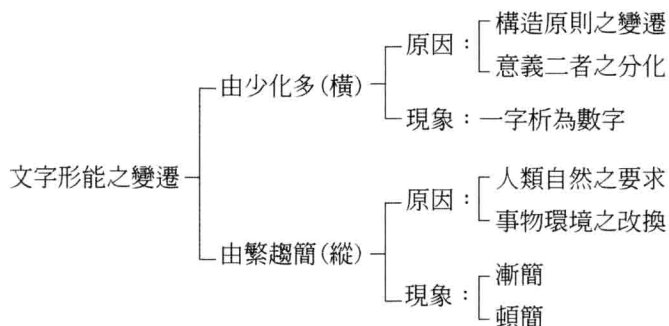 構造原則之變遷
原因：
意義二者之分化
由少化多(橫)
現象：一字析為數字
文字形能之變遷
人類自然之要求
原因：
事物環境之改換
由繁趨簡(縱)
漸簡
現象：
頓簡